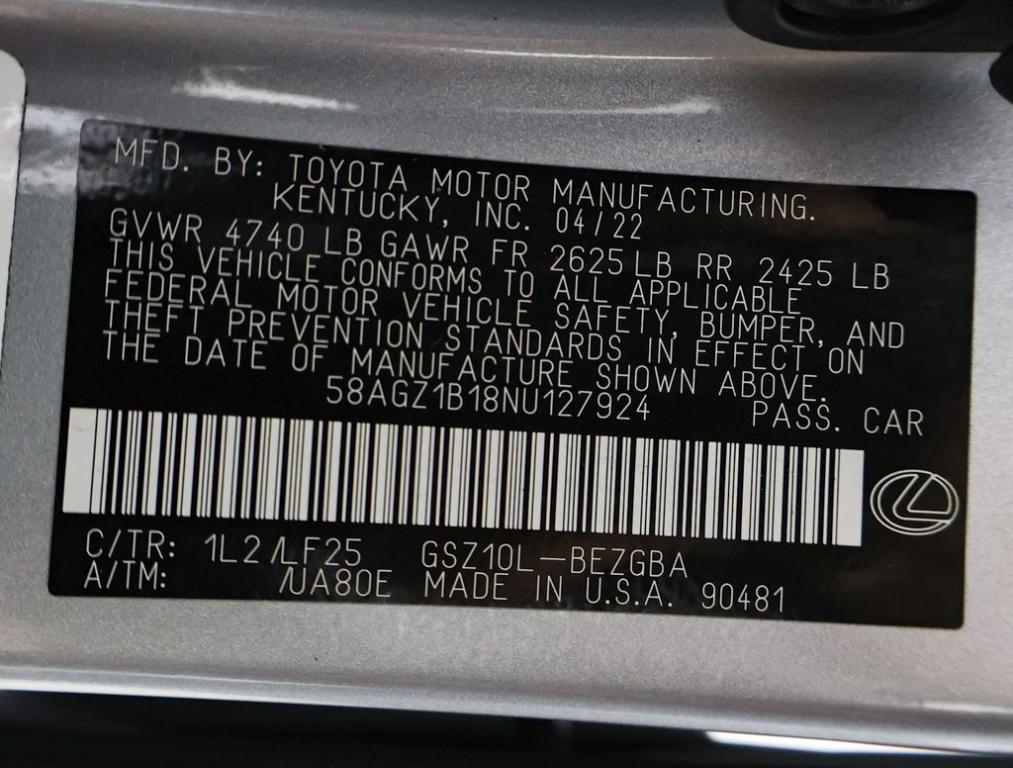 MFD. BY: TOYOTA MOTOR MANUFACTURING.
KENTUCKY, INC. 04/22
GVWR 4740 LB GAWR FR 2625 LB RR 2425 LB
THIS VEHICLE CONFORMS TO ALL APPLICABLE
FEDERAL MOTOR VEHICLE SAFETY, BUMPER, AND
THEFT PREVENTION STANDARDS IN EFFECT ON
THE DATE OF MANUFACTURE SHOWN ABOVE.
58AGZ1B18NU127924 PASS. CAR
C/TR: 1L2/LF25 GSZ10L-BEZGBA
A/TM: /UA80E MADE IN U.S.A. 90481